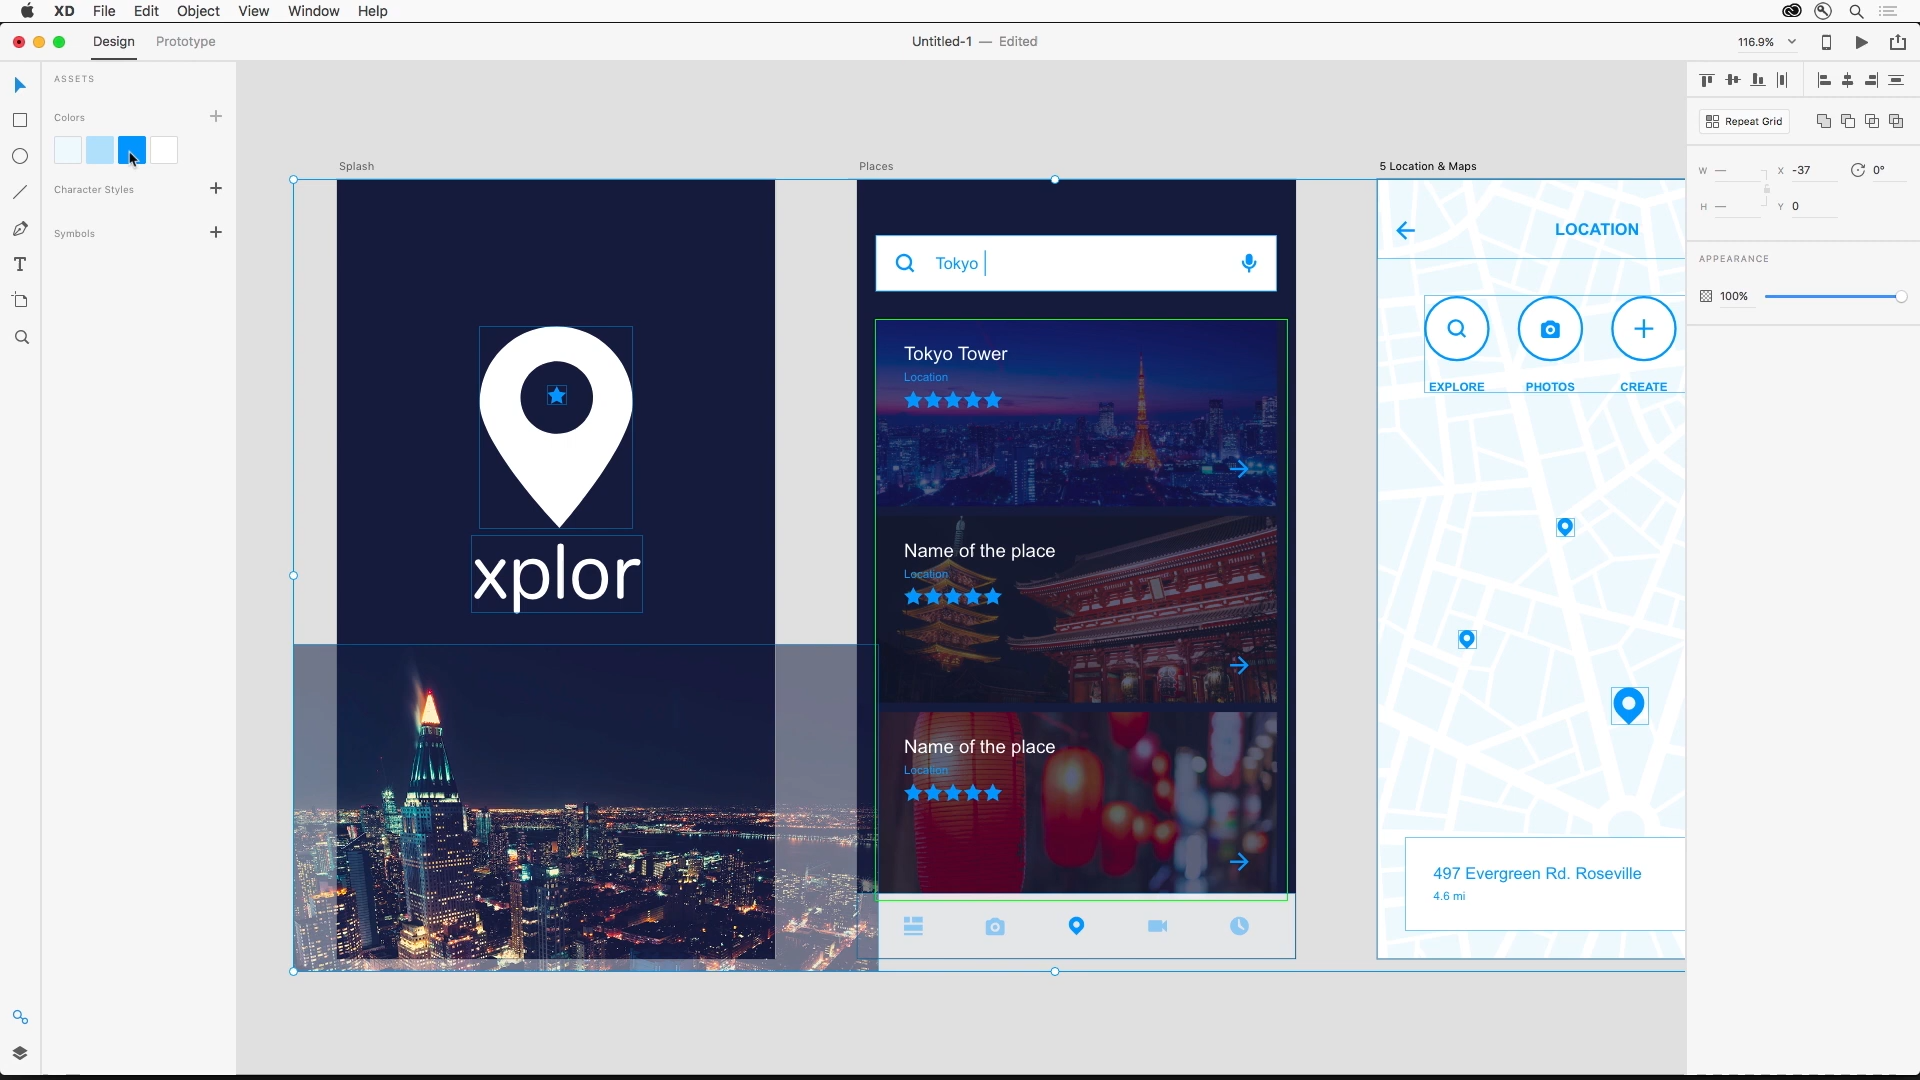 XD File Edit Object View Window Help
Design Prototype
Untitled-1 — Edited
116.9%
ASSETS
Colors
Character Styles
Symbols
Splash
xplor
Places
Tokyo
Tokyo Tower
Location
Name of the place
Location
Name of the place
Location
5 Location & Maps
LOCATION
EXPLORE PHOTOS CREATE
497 Evergreen Rd. Roseville
4.6 mi
Repeat Grid
W — X -37 0°
H — Y 0
APPEARANCE
100%